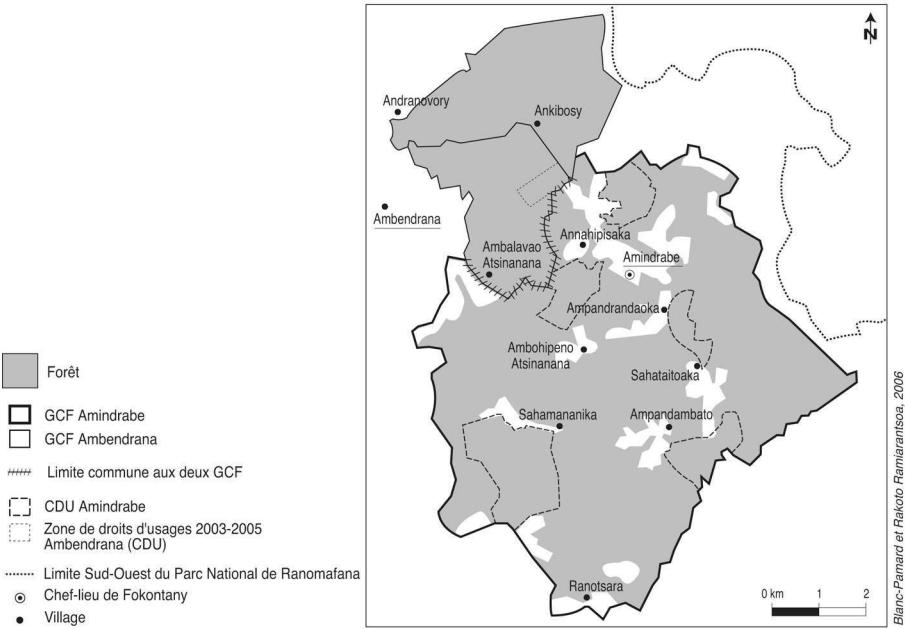 N
Andranovory
Ankibosy
Ambendrana
Annahipisaka
Ambalavao
Atsinanana
Amindrabe
Ampandrandaoka
Ambohipeno
Atsinanana
Sahataitoaka
Sahamananika
Ampandambato
Ranotsara
0 km 1 2
Forêt
GCF Amindrabe
GCF Ambendrana
Limite commune aux deux GCF
CDU Amindrabe
Zone de droits d'usages 2003-2005
Ambendrana (CDU)
Limite Sud-Ouest du Parc National de Ranomafana
Chef-lieu de Fokontany
Village
Blanc-Pamard et Rakoto Ramiarantsoa, 2006